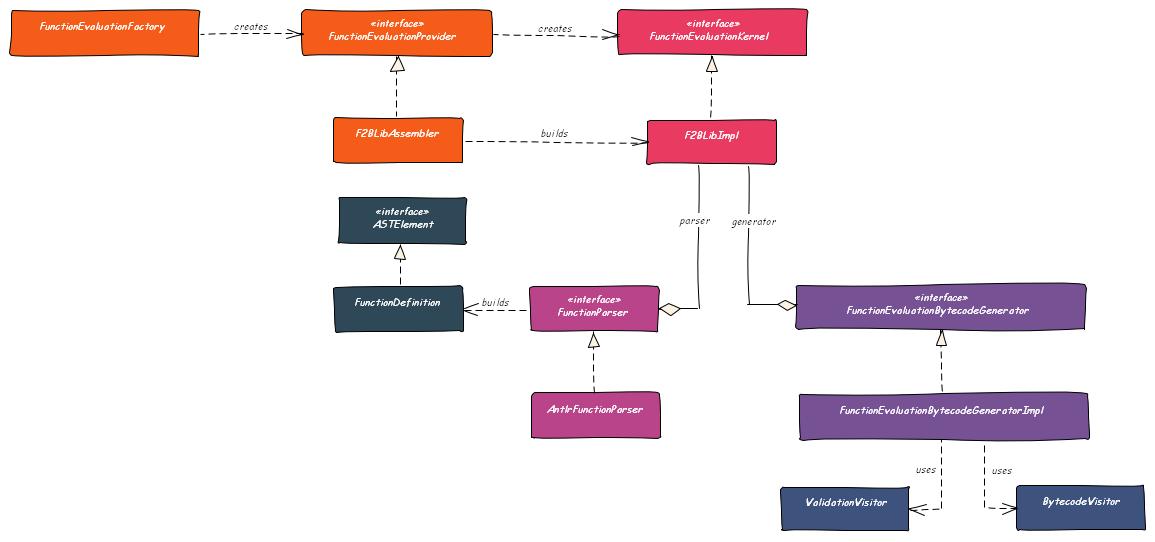 FunctionEvaluationFactory
creates
«interface»
FunctionEvaluationProvider
creates
«interface»
FunctionEvaluationKernel
F2BLibAssembler
builds
F2BLibImpl
«interface»
ASTElement
parser
generator
FunctionDefinition
builds
«interface»
FunctionParser
«interface»
FunctionEvaluationBytecodeGenerator
AntlrFunctionParser
FunctionEvaluationBytecodeGeneratorImpl
uses
uses
ValidationVisitor
BytecodeVisitor